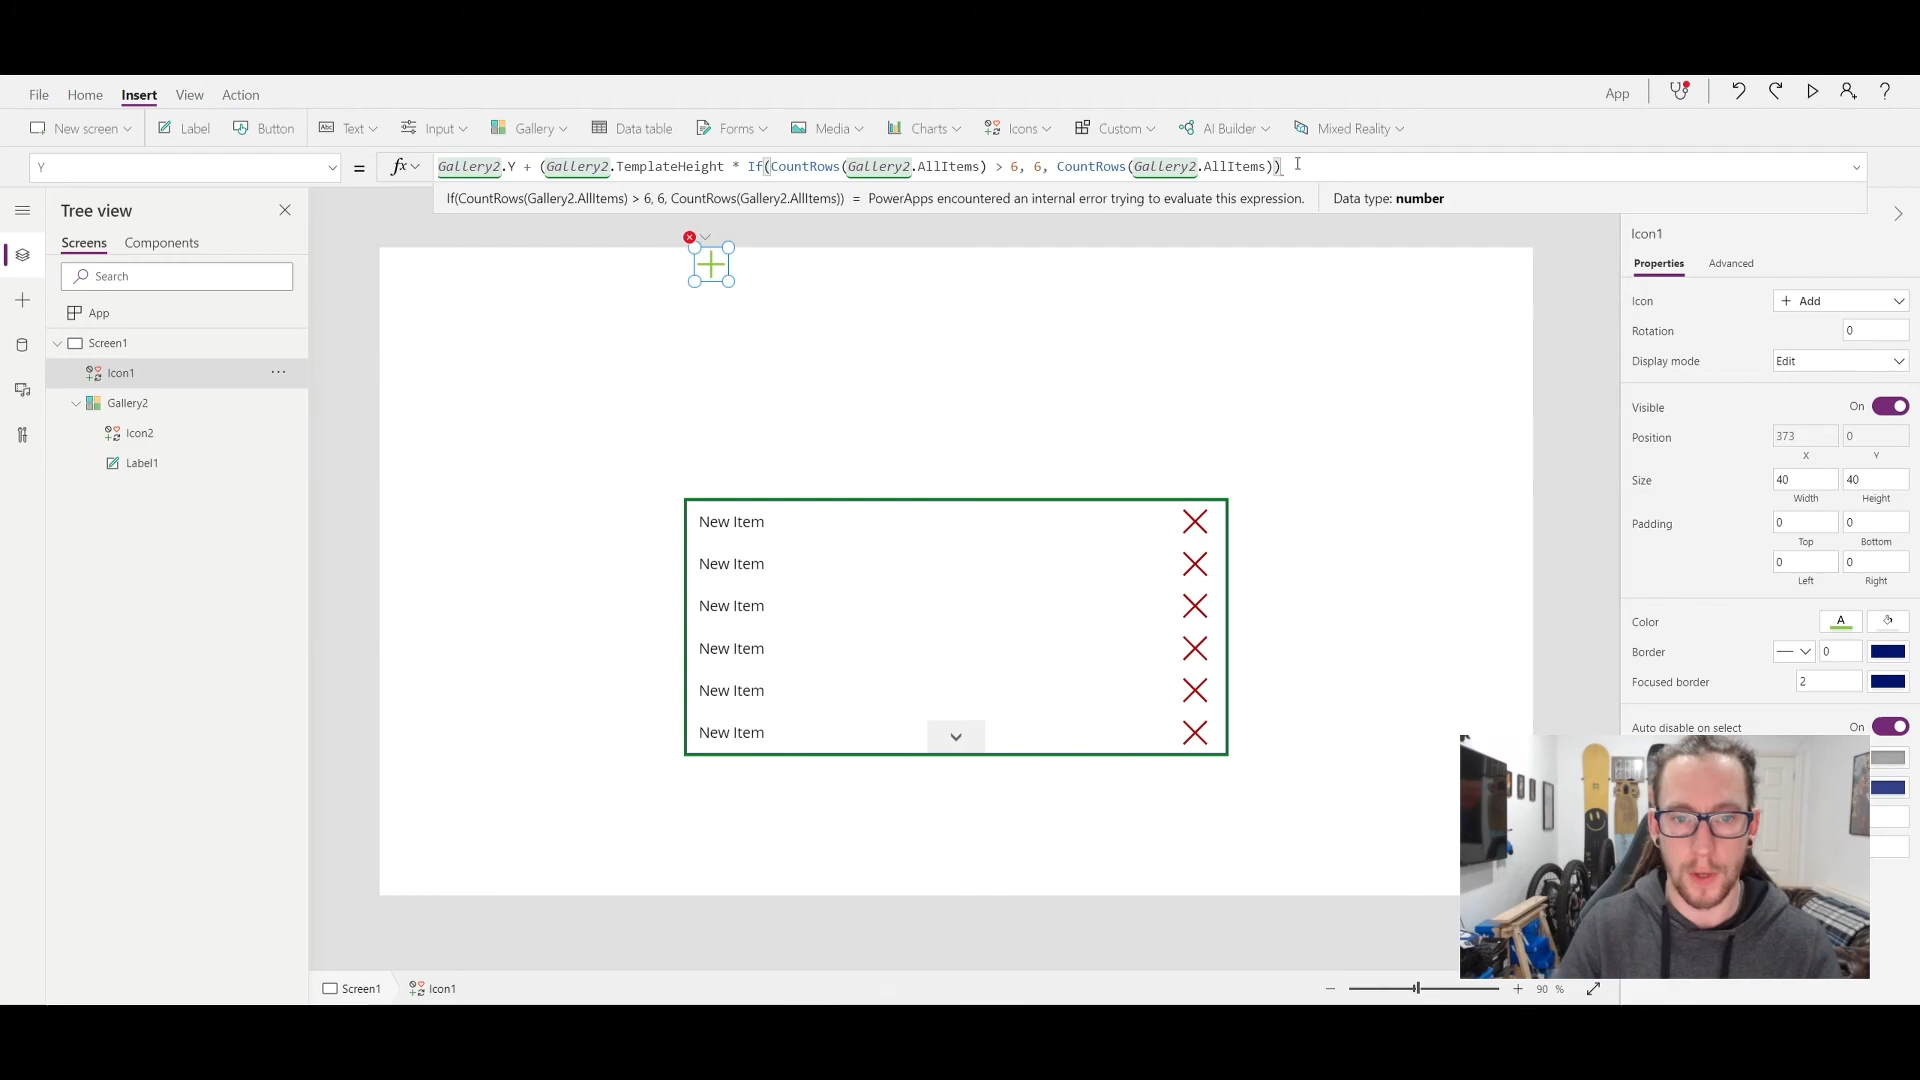 File Home Insert View Action App
New screen Label Button Text Input Gallery Data table Forms Media Charts Icons Custom AI Builder Mixed Reality
Y = fx Gallery2.Y + (Gallery2.TemplateHeight * If(CountRows(Gallery2.AllItems) > 6, 6, CountRows(Gallery2.AllItems))
If(CountRows(Gallery2.AllItems) > 6, 6, CountRows(Gallery2.AllItems)) = PowerApps encountered an internal error trying to evaluate this expression. Data type: number
Tree view
Screens Components
Search
App
Screen1
Icon1
Gallery2
Icon2
Label1
New Item
New Item
New Item
New Item
New Item
New Item
Icon1
Properties Advanced
Icon Add
Rotation 0
Display mode Edit
Visible On
Position 373 0
X Y
Size 40 40
Width Height
Padding 0 0
Top Bottom
0 0
Left Right
Color A
Border 0
Focused border 2
Auto disable on select On
Screen1 Icon1 90 %